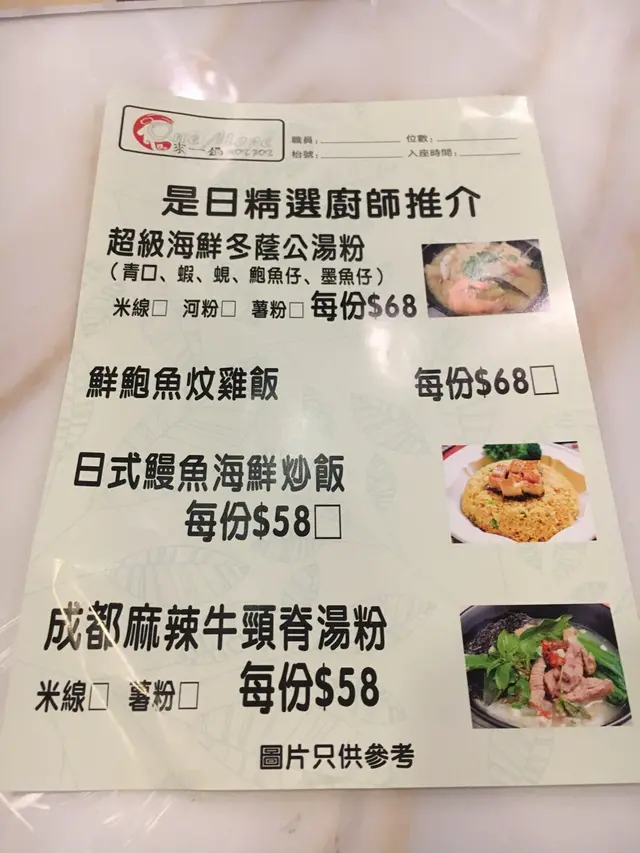 來一鍋
職員：
位數：
枱號：
入座時間：
是日精選廚師推介
超級海鮮冬蔭公湯粉
（青口、蝦、蜆、鮑魚仔、墨魚仔）
米線□ 河粉□ 薯粉□ 每份$68
鮮鮑魚炆雞飯 每份$68□
日式鰻魚海鮮炒飯
每份$58□
成都麻辣牛頸脊湯粉
米線□ 薯粉□ 每份$58
圖片只供參考